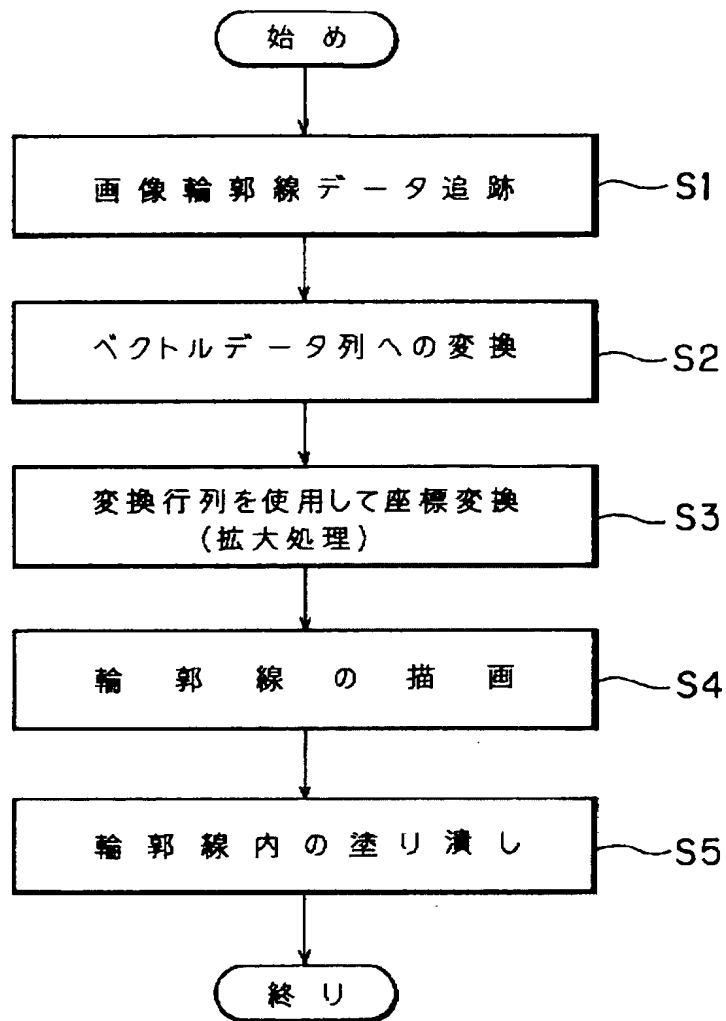 始め
画像輪郭線データ追跡
S1
ベクトルデータ列への変換
S2
変換行列を使用して座標変換
(拡大処理)
S3
輪郭線の描画
S4
輪郭線内の塗り潰し
S5
終り